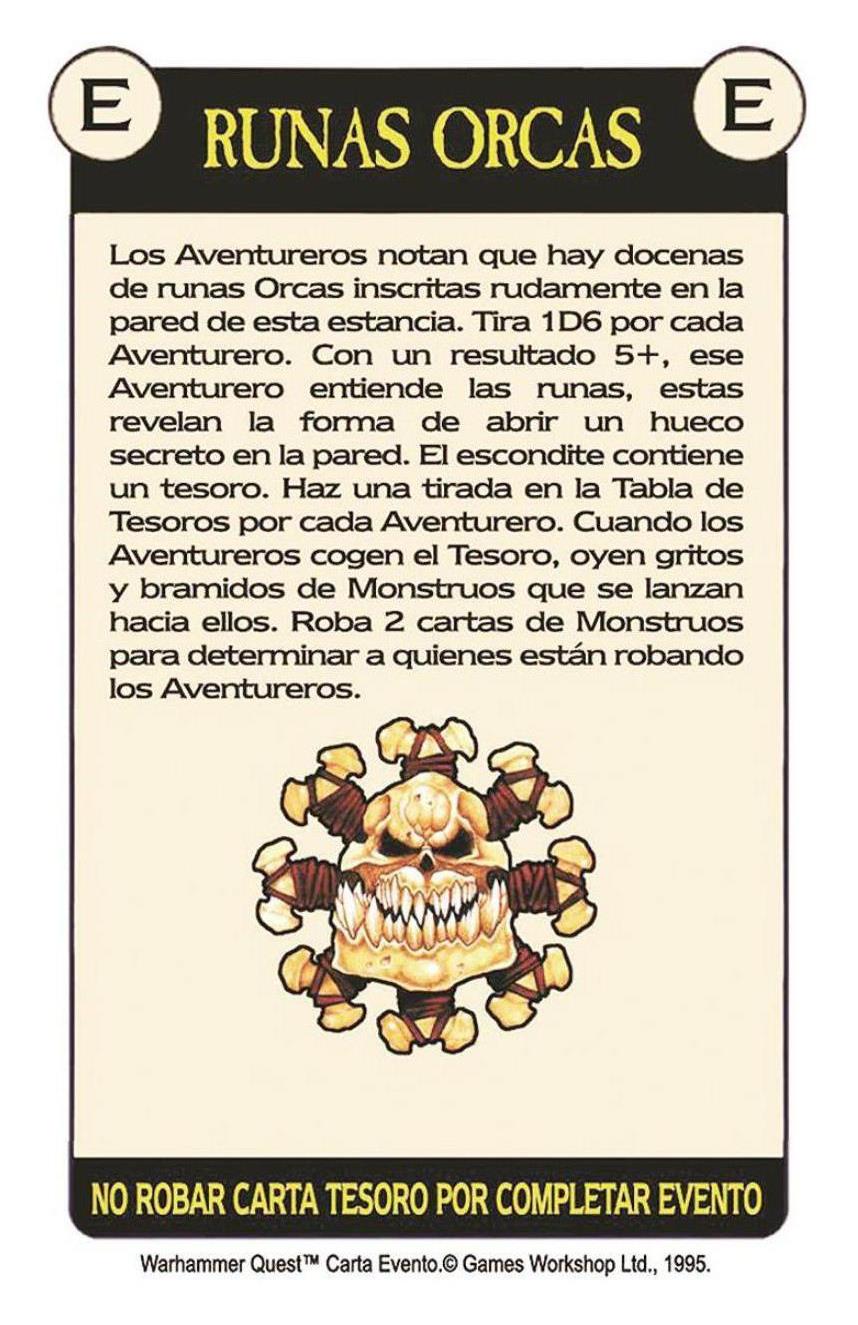 E
RUNAS ORCAS
E
Los Aventureros notan que hay docenas
de runas Orcas inscritas rudamente en la
pared de esta estancia. Tira 1D6 por cada
Aventurero. Con un resultado 5+, ese
Aventurero entiende las runas, estas
revelan la forma de abrir un hueco
secreto en la pared. El escondite contiene
un tesoro. Haz una tirada en la Tabla de
Tesoros por cada Aventurero. Cuando los
Aventureros cogen el Tesoro, oyen gritos
y bramidos de Monstruos que se lanzan
hacia ellos. Roba 2 cartas de Monstruos
para determinar a quienes están robando
los Aventureros.
NO ROBAR CARTA TESORO POR COMPLETAR EVENTO
Warhammer Quest™ Carta Evento.© Games Workshop Ltd., 1995.